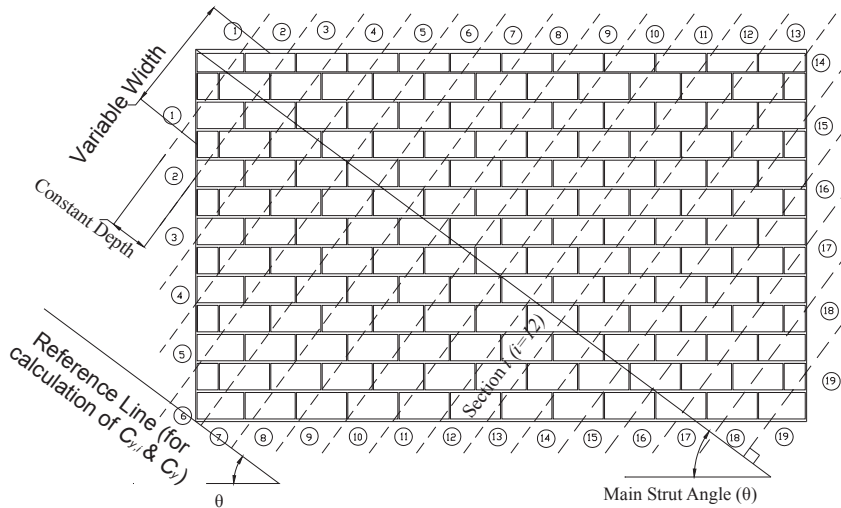 1 2 3 4 5 6 7 8 9 10 11 12 13
14
15
16
17
18
19
Variable Width
1
2
Constant Depth
3
4
5
6
Reference Line (for
calculation of Cy,i & Cy)
Section i (i=12)
7 8 9 10 11 12 13 14 15 16 17 18 19
θ
Main Strut Angle (θ)